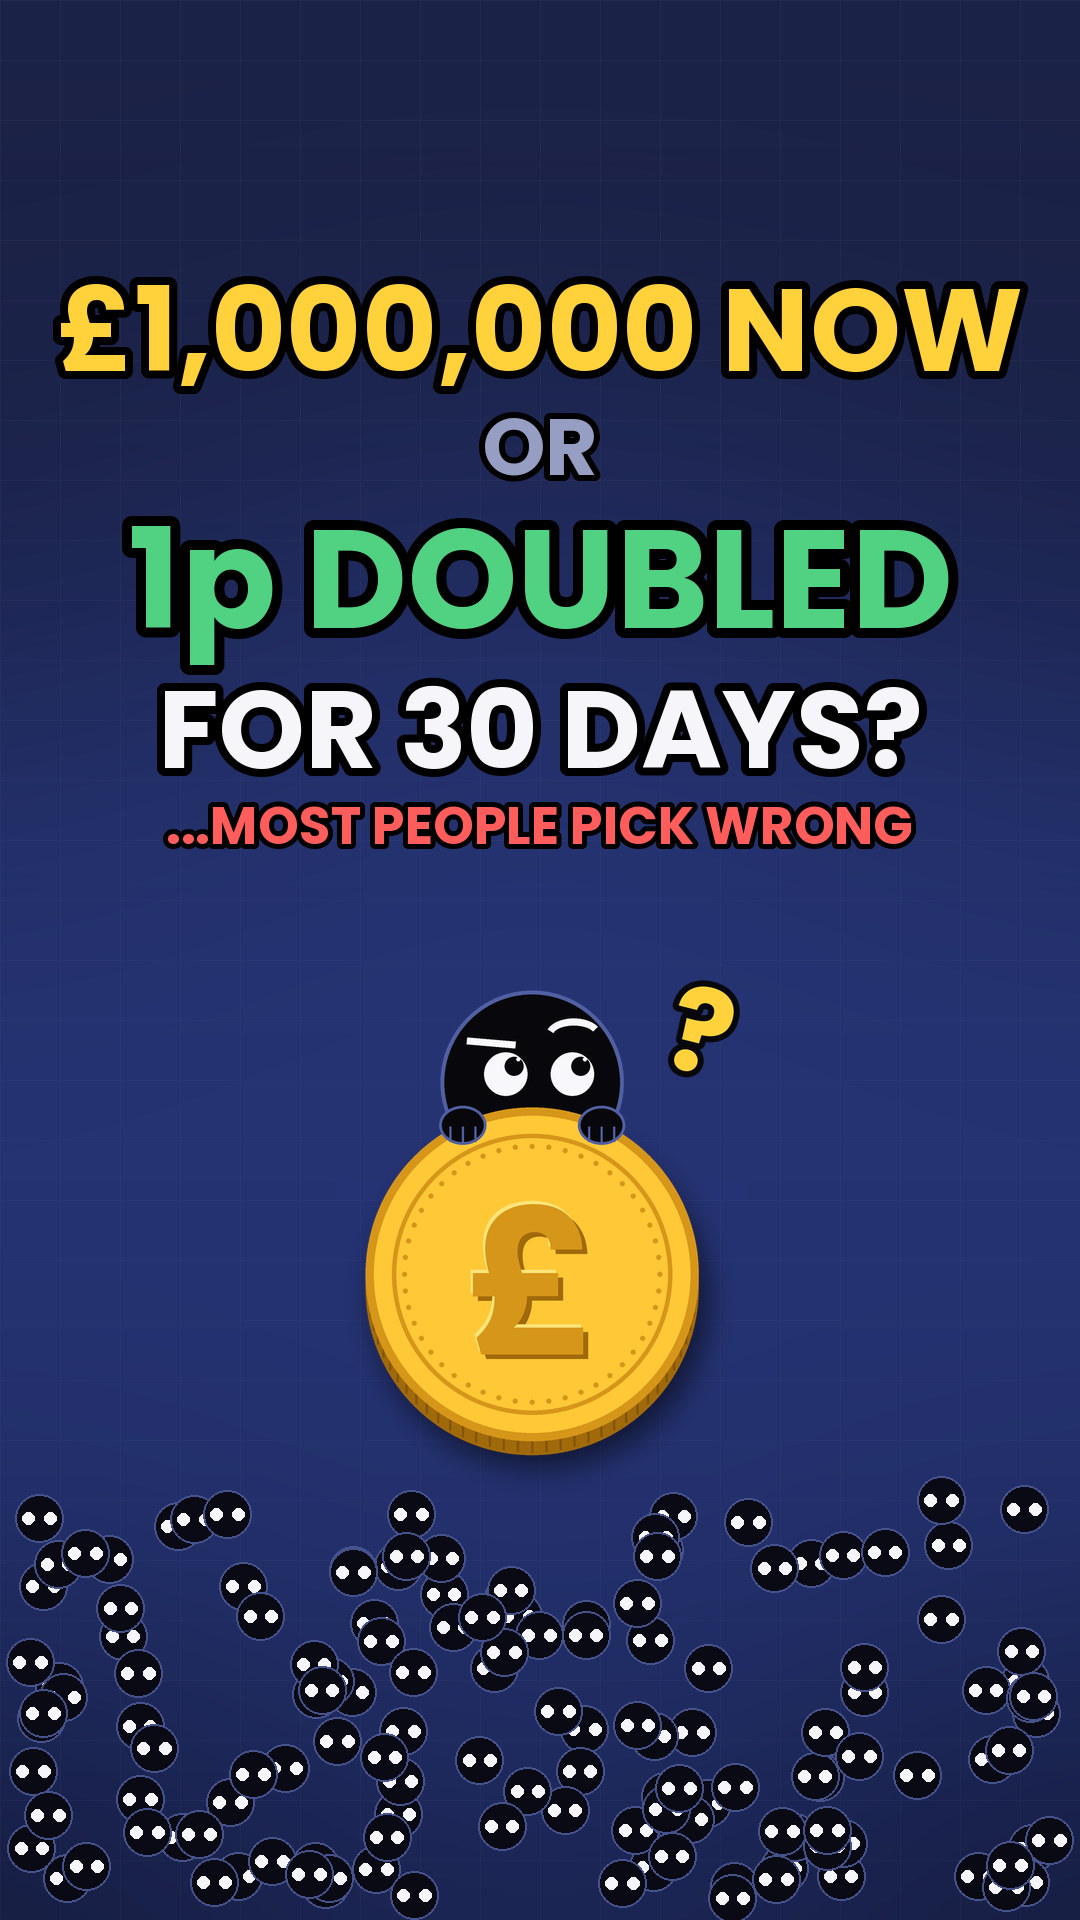 £1,000,000 NOW
OR
1p DOUBLED
FOR 30 DAYS?
...MOST PEOPLE PICK WRONG
?
£